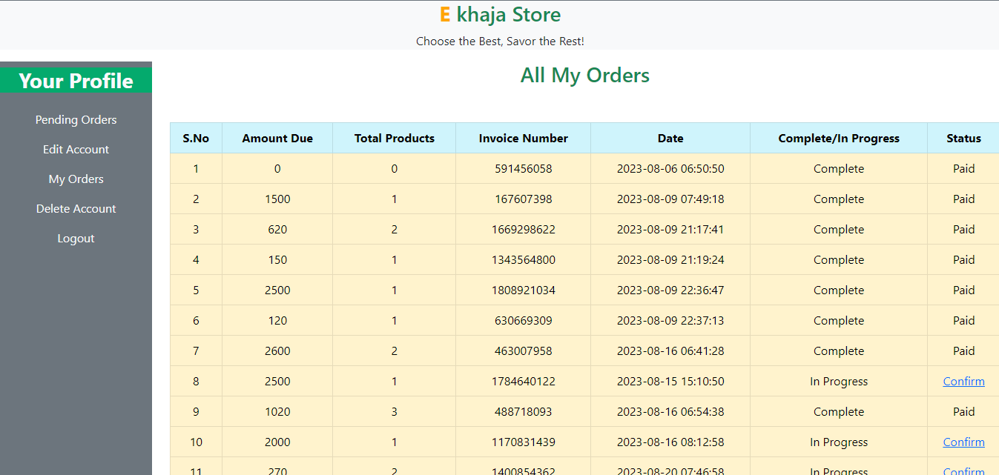 E khaja Store
Choose the Best, Savor the Rest!
Your Profile
Pending Orders
Edit Account
My Orders
Delete Account
Logout
All My Orders
S.No Amount Due Total Products Invoice Number Date Complete/In Progress Status
1 0 0 591456058 2023-08-06 06:50:50 Complete Paid
2 1500 1 167607398 2023-08-09 07:49:18 Complete Paid
3 620 2 1669298622 2023-08-09 21:17:41 Complete Paid
4 150 1 1343564800 2023-08-09 21:19:24 Complete Paid
5 2500 1 1808921034 2023-08-09 22:36:47 Complete Paid
6 120 1 630669309 2023-08-09 22:37:13 Complete Paid
7 2600 2 463007958 2023-08-16 06:41:28 Complete Paid
8 2500 1 1784640122 2023-08-15 15:10:50 In Progress Confirm
9 1020 3 488718093 2023-08-16 06:54:38 Complete Paid
10 2000 1 1170831439 2023-08-16 08:12:58 In Progress Confirm
11 270 2 1400854362 2023-08-20 07:46:58 In Progress Confirm